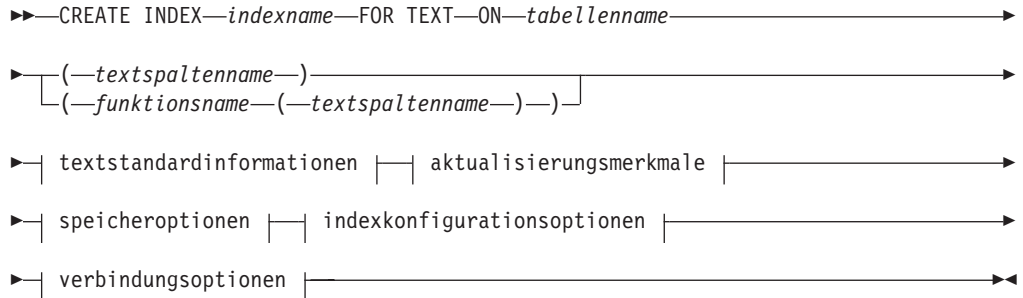 CREATE INDEX indexname FOR TEXT ON tabellenname
( textspaltenname )
( funktionsname ( textspaltenname ) )
textstandardinformationen aktualisierungsmerkmale
speicheroptionen indexkonfigurationsoptionen
verbindungsoptionen